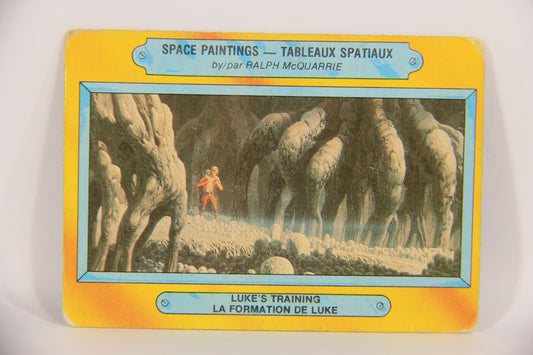 SPACE PAINTINGS — TABLEAUX SPATIAUX
by/par RALPH McQUARRIE
LUKE'S TRAINING
LA FORMATION DE LUKE